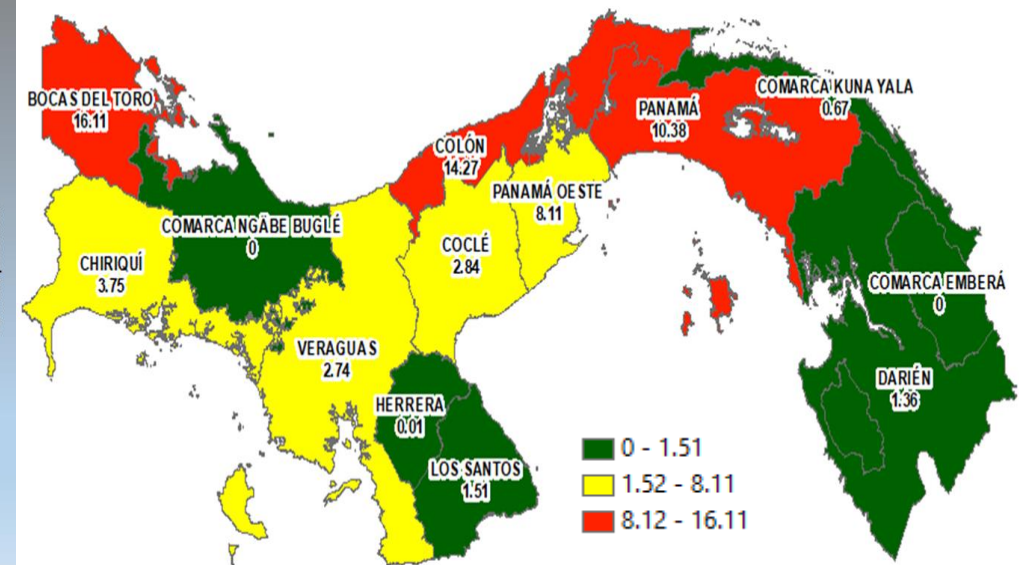 BOCAS DEL TORO
16.11
COMARCA KUNA YALA
0.67
PANAMÁ
10.38
COLÓN
14.27
PANAMÁ OESTE
8.11
COMARCA NGÄBE BUGLÉ
0
COCLÉ
2.84
CHIRIQUÍ
3.75
COMARCA EMBERÁ
0
VERAGUAS
2.74
DARIÉN
1.36
HERRERA
0.01
LOS SANTOS
1.51
0 - 1.51
1.52 - 8.11
8.12 - 16.11